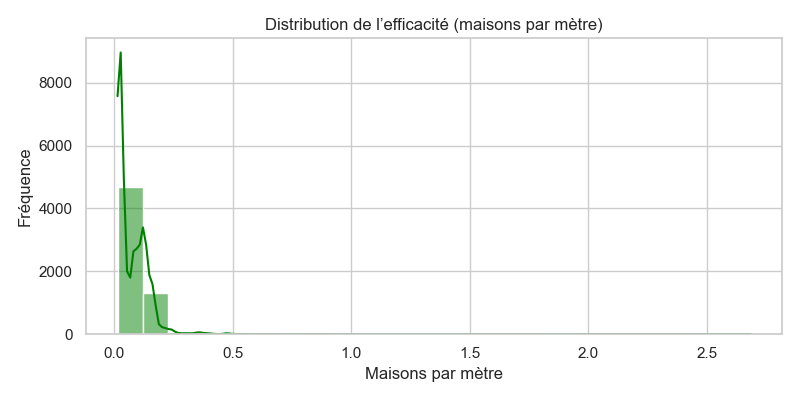 Distribution de l’efficacité (maisons par mètre)
8000
6000
4000
2000
0
Fréquence
0.0 0.5 1.0 1.5 2.0 2.5
Maisons par mètre